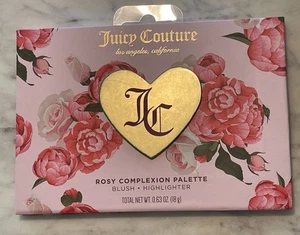 Juicy Couture
los angeles, california
JC
ROSY COMPLEXION PALETTE
BLUSH + HIGHLIGHTER
TOTAL NET WT. 0.63 OZ. (18 g)